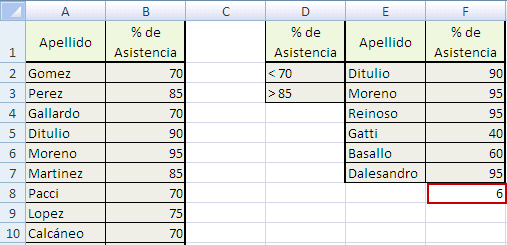 A B C D E F
1 Apellido % de Asistencia % de Asistencia Apellido % de Asistencia
2 Gomez 70 < 70 Ditulio 90
3 Perez 85 > 85 Moreno 95
4 Gallardo 70 Reinoso 95
5 Ditulio 90 Gatti 40
6 Moreno 95 Basallo 60
7 Martinez 85 Dalesandro 95
8 Pacci 70 6
9 Lopez 75
10 Calcáneo 70